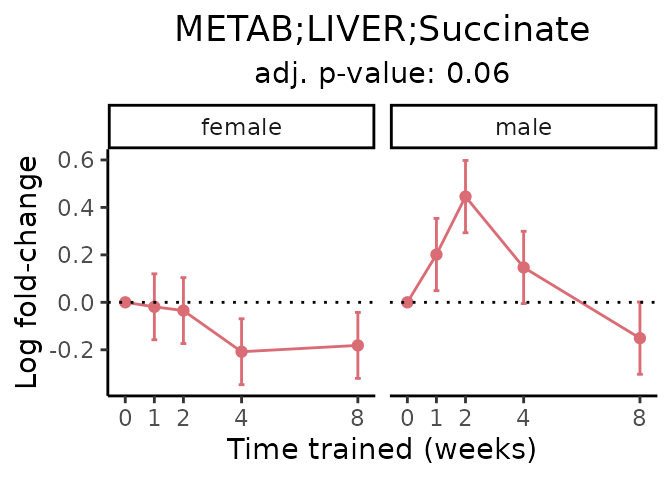 METAB;LIVER;Succinate
adj. p-value: 0.06
female
male
Log fold-change
0.6
0.4
0.2
0.0
-0.2
0 1 2 4 8
0 1 2 4 8
Time trained (weeks)